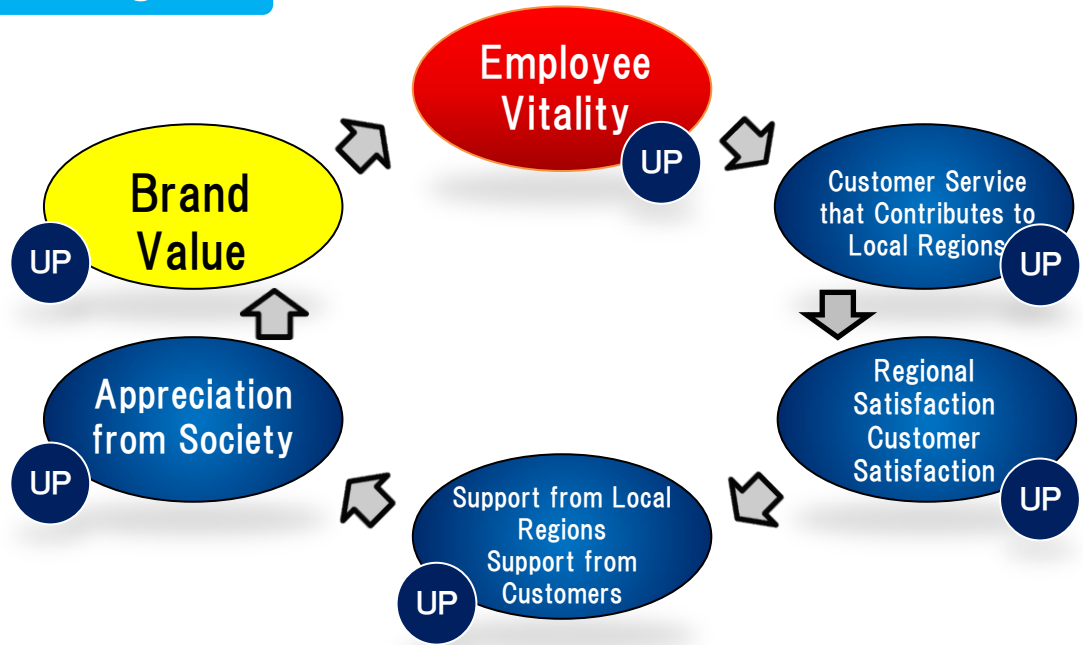 Employee
Vitality
UP
Customer Service
that Contributes to
Local Regions
UP
Regional
Satisfaction
Customer
Satisfaction
UP
Support from Local
Regions
Support from
Customers
UP
Appreciation
from Society
UP
Brand
Value
UP